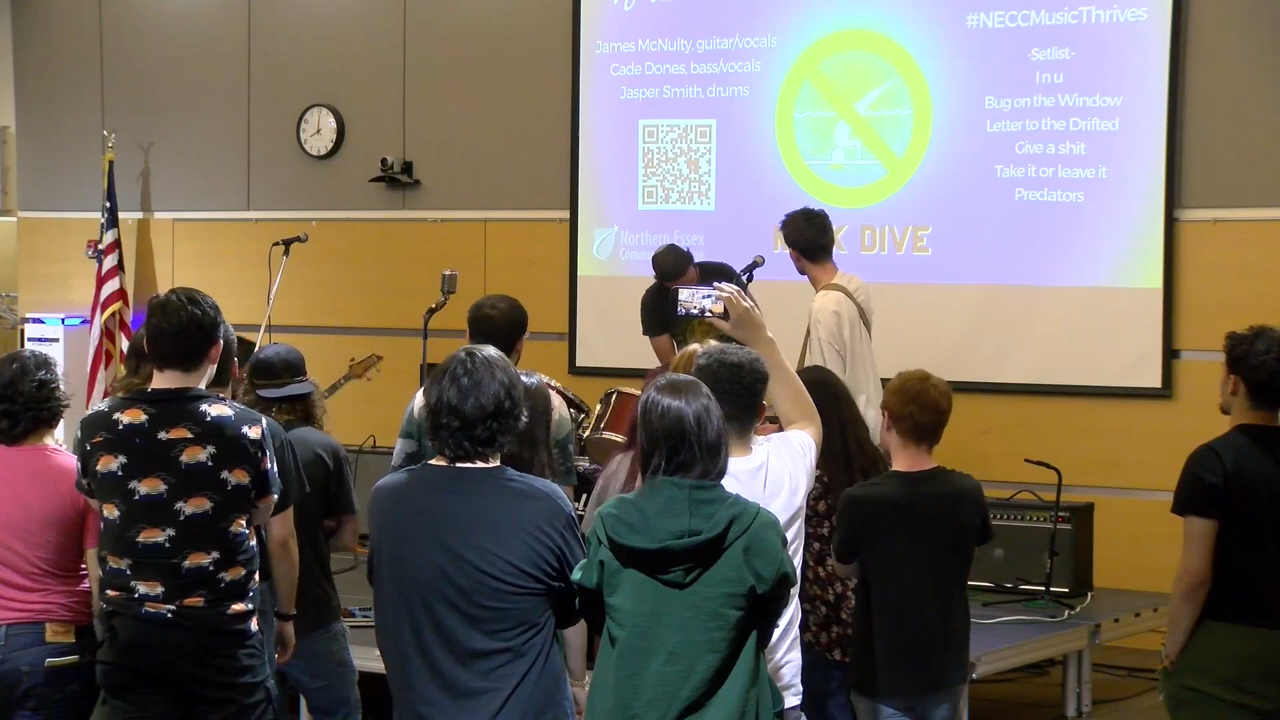 #NECCMusicThrives
James McNulty, guitar/vocals
Cade Dones, bass/vocals
Jasper Smith, drums
-Setlist-
Inu
Bug on the Window
Letter to the Drifted
Give a shit
Take it or leave it
Predators
Northern Essex
DIVE